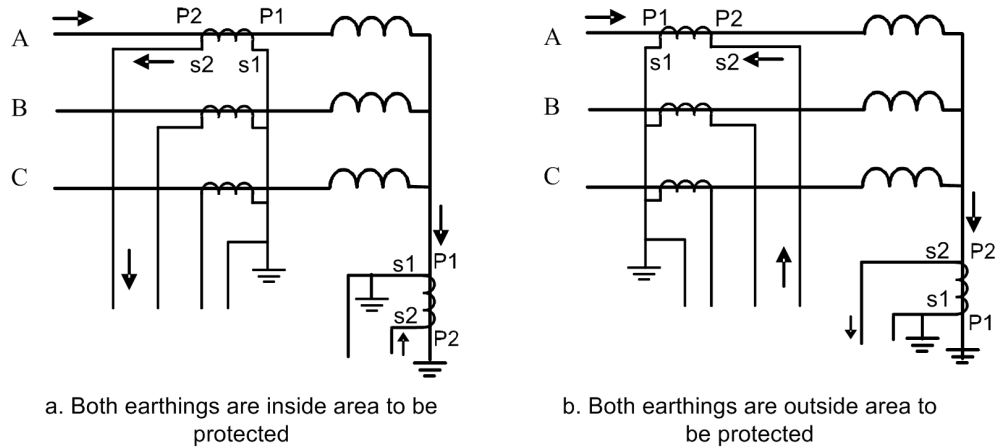 P2 P1
A
s2 s1
B
C
P1
s1
s2
P2
a. Both earthings are inside area to be
protected
P1 P2
A
s1 s2
B
C
s2 P2
s1
P1
b. Both earthings are outside area to
be protected